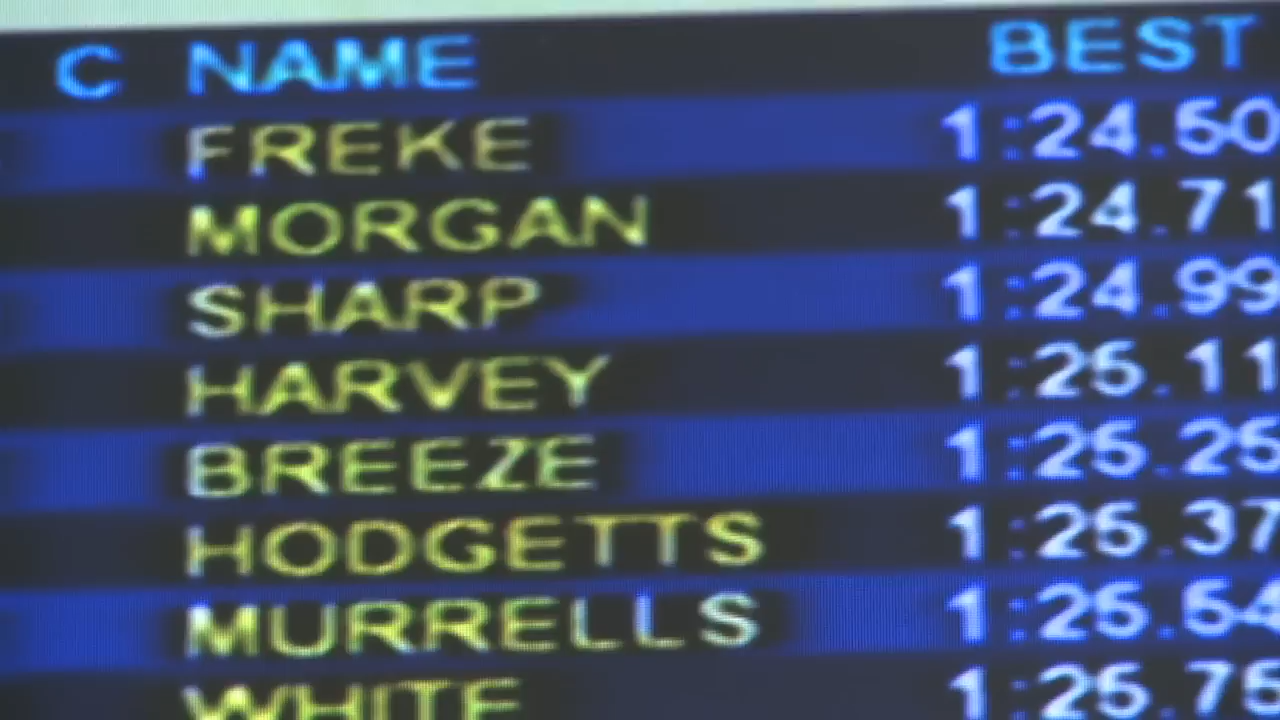 C NAME BEST
FREKE 1:24.50
MORGAN 1:24.71
SHARP 1:24.99
HARVEY 1:25.11
BREEZE 1:25.25
HODGETTS 1:25.37
MURRELLS 1:25.54
WHITE 1:25.75